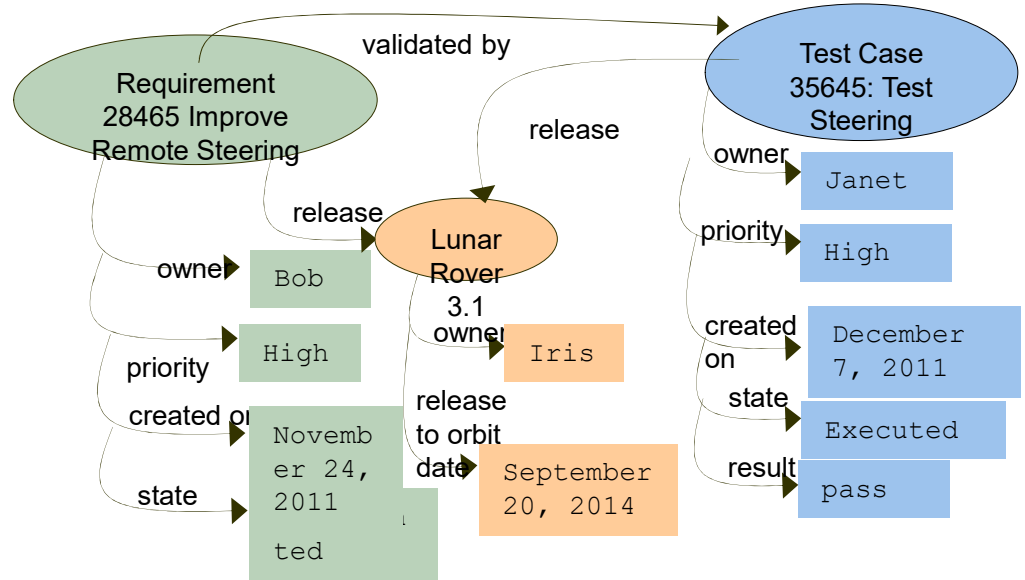 validated by
Requirement
28465 Improve
Remote Steering
Test Case
35645: Test
Steering
release
owner
Janet
release
Lunar
Rover
3.1
priority
High
owner
Bob
owner
Iris
created
on
December
7, 2011
High
priority
created on
release
to orbit
date
state
Executed
Novemb
er 24,
2011
September
20, 2014
result
pass
state
ted